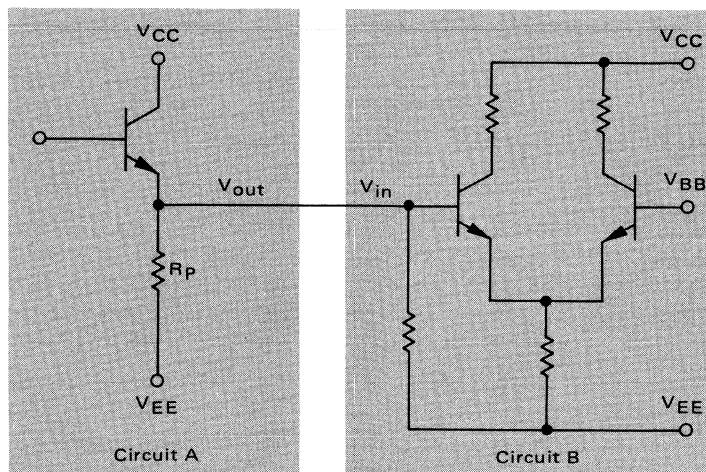 VCC
VCC
VBB
Vout
Vin
RP
VEE
VEE
Circuit A
Circuit B